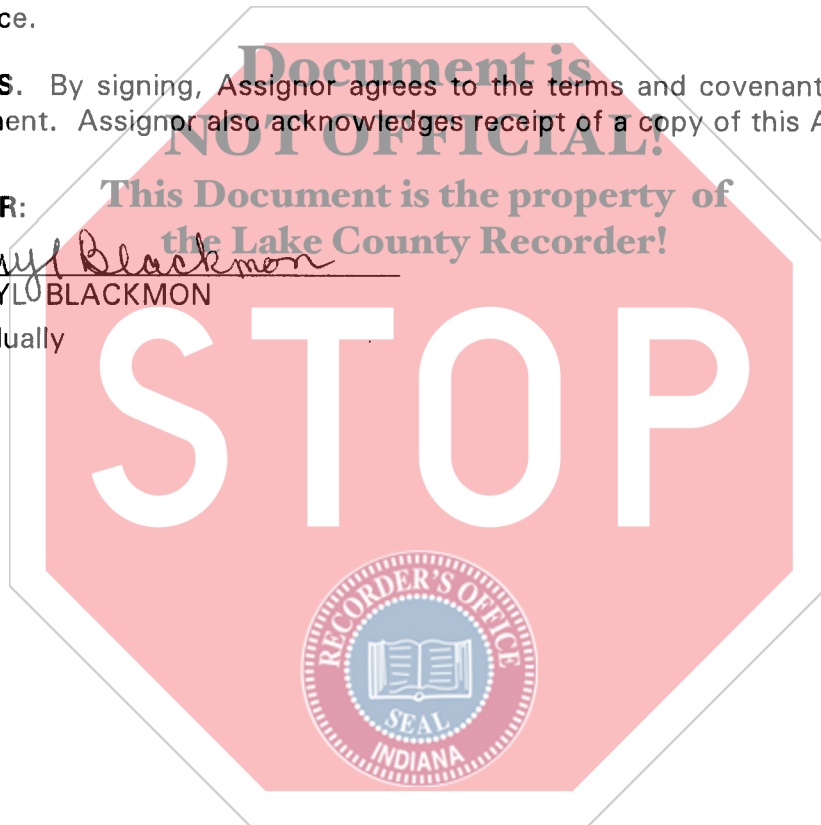 ce.
Document is
S. By signing, Assignor agrees to the terms and covenant
ent. Assignor also acknowledges receipt of a copy of this A
NOT OFFICIAL!
This Document is the property of
R:
the Lake County Recorder!
yl Blackmon
YL BLACKMON
ually
STOP
RECORDER'S OFFICE
SEAL
INDIANA